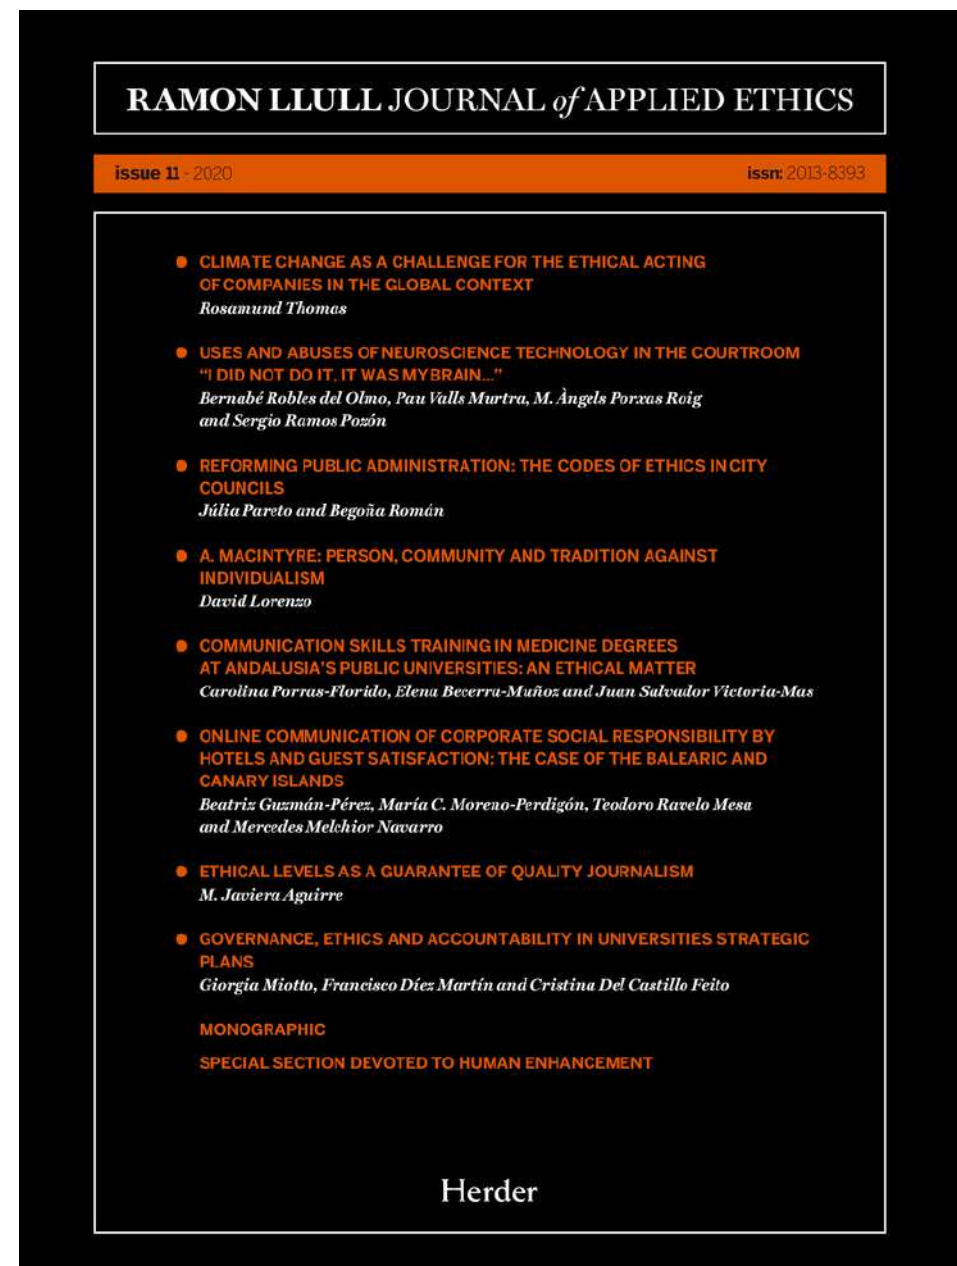 RAMON LLULL JOURNAL of APPLIED ETHICS
issue 11 - 2020
issn: 2013-8393
● CLIMATE CHANGE AS A CHALLENGE FOR THE ETHICAL ACTING
OF COMPANIES IN THE GLOBAL CONTEXT
Rosamund Thomas
● USES AND ABUSES OF NEUROSCIENCE TECHNOLOGY IN THE COURTROOM
“I DID NOT DO IT, IT WAS MY BRAIN...”
Bernabé Robles del Olmo, Pau Valls Murtra, M. Àngels Porxas Roig
and Sergio Ramos Pozón
● REFORMING PUBLIC ADMINISTRATION: THE CODES OF ETHICS IN CITY
COUNCILS
Júlia Pareto and Begoña Román
● A. MACINTYRE: PERSON, COMMUNITY AND TRADITION AGAINST
INDIVIDUALISM
David Lorenzo
● COMMUNICATION SKILLS TRAINING IN MEDICINE DEGREES
AT ANDALUSIA’S PUBLIC UNIVERSITIES: AN ETHICAL MATTER
Carolina Porras-Florido, Elena Becerra-Muñoz and Juan Salvador Victoria-Mas
● ONLINE COMMUNICATION OF CORPORATE SOCIAL RESPONSIBILITY BY
HOTELS AND GUEST SATISFACTION: THE CASE OF THE BALEARIC AND
CANARY ISLANDS
Beatriz Guzmán-Pérez, María C. Moreno-Perdigón, Teodoro Ravelo Mesa
and Mercedes Melchior Navarro
● ETHICAL LEVELS AS A GUARANTEE OF QUALITY JOURNALISM
M. Javiera Aguirre
● GOVERNANCE, ETHICS AND ACCOUNTABILITY IN UNIVERSITIES STRATEGIC
PLANS
Giorgia Miotto, Francisco Díez Martín and Cristina Del Castillo Feito
MONOGRAPHIC
SPECIAL SECTION DEVOTED TO HUMAN ENHANCEMENT
Herder